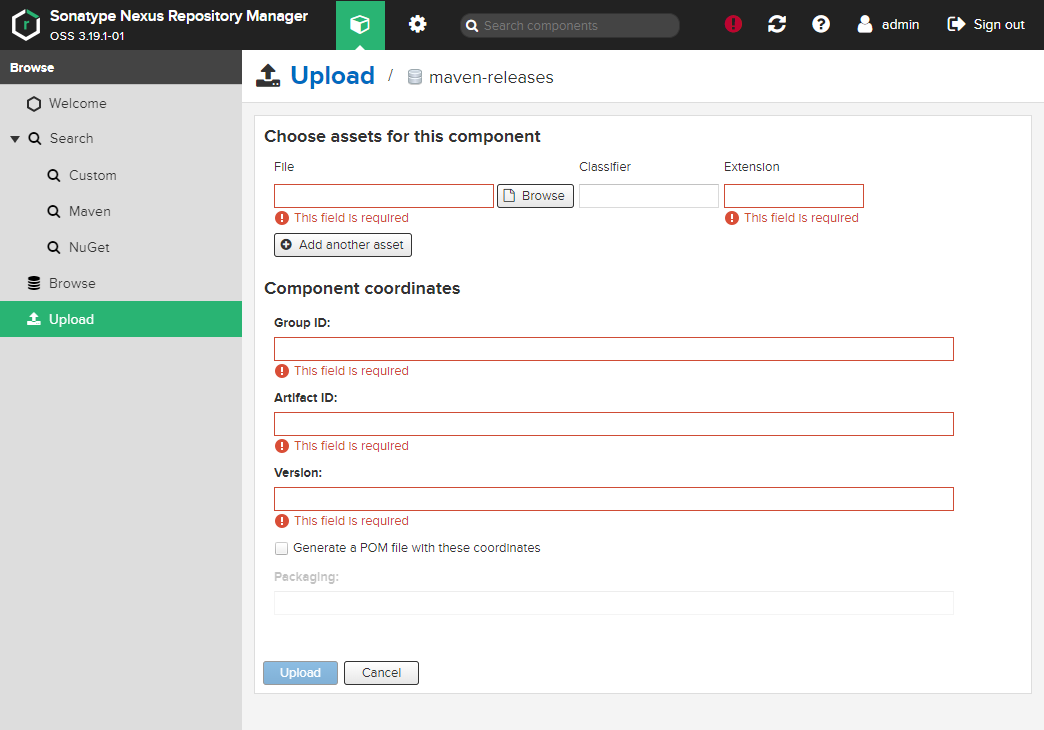 Sonatype Nexus Repository Manager
OSS 3.19.1-01
Search components
admin
Sign out
Browse
Welcome
Search
Custom
Maven
NuGet
Browse
Upload
Upload / maven-releases
Choose assets for this component
File Classifier Extension
Browse
This field is required This field is required
Add another asset
Component coordinates
Group ID:
This field is required
Artifact ID:
This field is required
Version:
This field is required
Generate a POM file with these coordinates
Packaging:
Upload Cancel